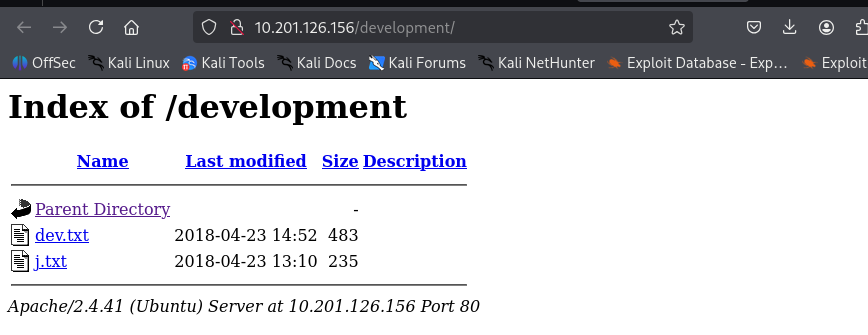 10.201.126.156/development/
OffSec Kali Linux Kali Tools Kali Docs Kali Forums Kali NetHunter Exploit Database - Exp... Exploit
Index of /development
Name Last modified Size Description
Parent Directory -
dev.txt 2018-04-23 14:52 483
j.txt 2018-04-23 13:10 235
Apache/2.4.41 (Ubuntu) Server at 10.201.126.156 Port 80